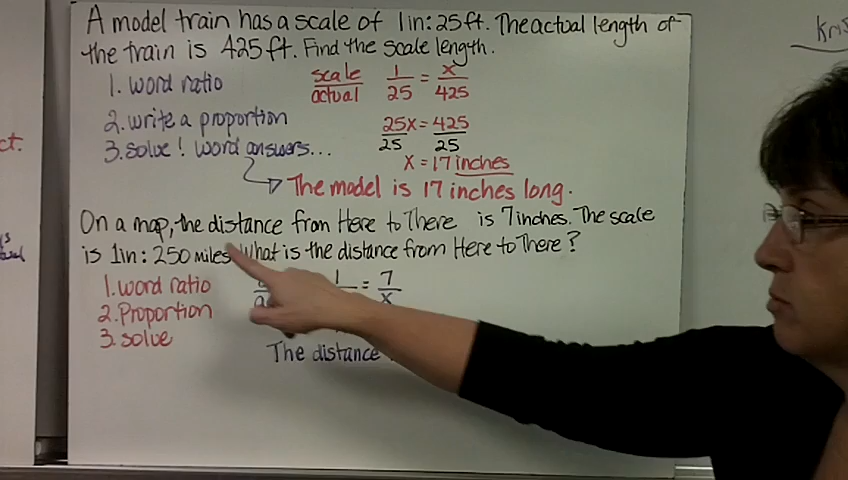 A model train has a scale of 1in:25ft. The actual length of
the train is 425ft. Find the scale length.
1. word ratio
scale 1 = x
actual 25 425
2. write a proportion
25x = 425
25 25
3. solve! word answers...
x = 17 inches
The model is 17 inches long.
On a map, the distance from Here to There is 7inches. The scale
is 1in: 250 miles. What is the distance from Here to There?
1. word ratio
1 = 7
x
2. Proportion
3. solve
The distance
ct.